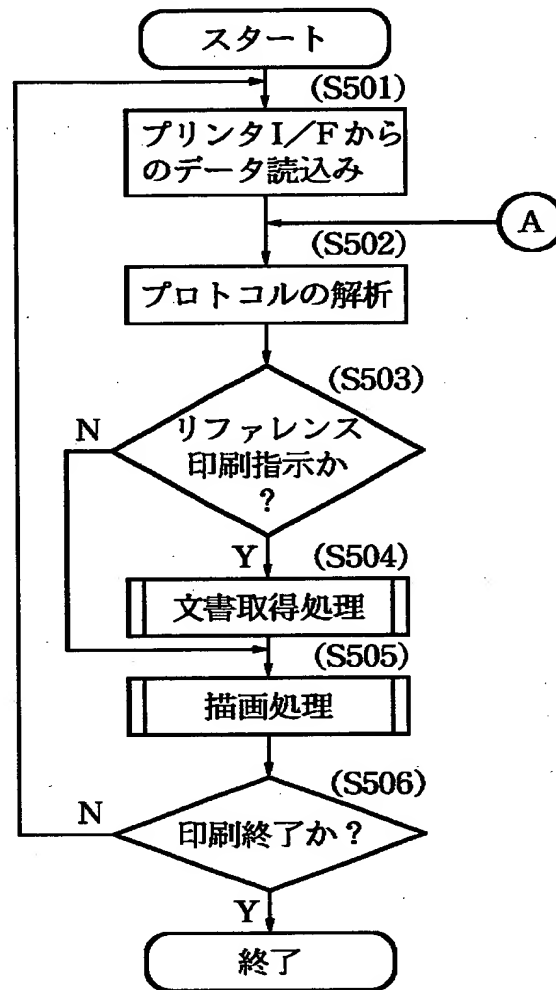 スタート
(S501)
プリンタI/Fから
のデータ読込み
A
(S502)
プロトコルの解析
(S503)
N
リファレンス
印刷指示か
?
Y
(S504)
文書取得処理
(S505)
描画処理
(S506)
N
印刷終了か?
Y
終了